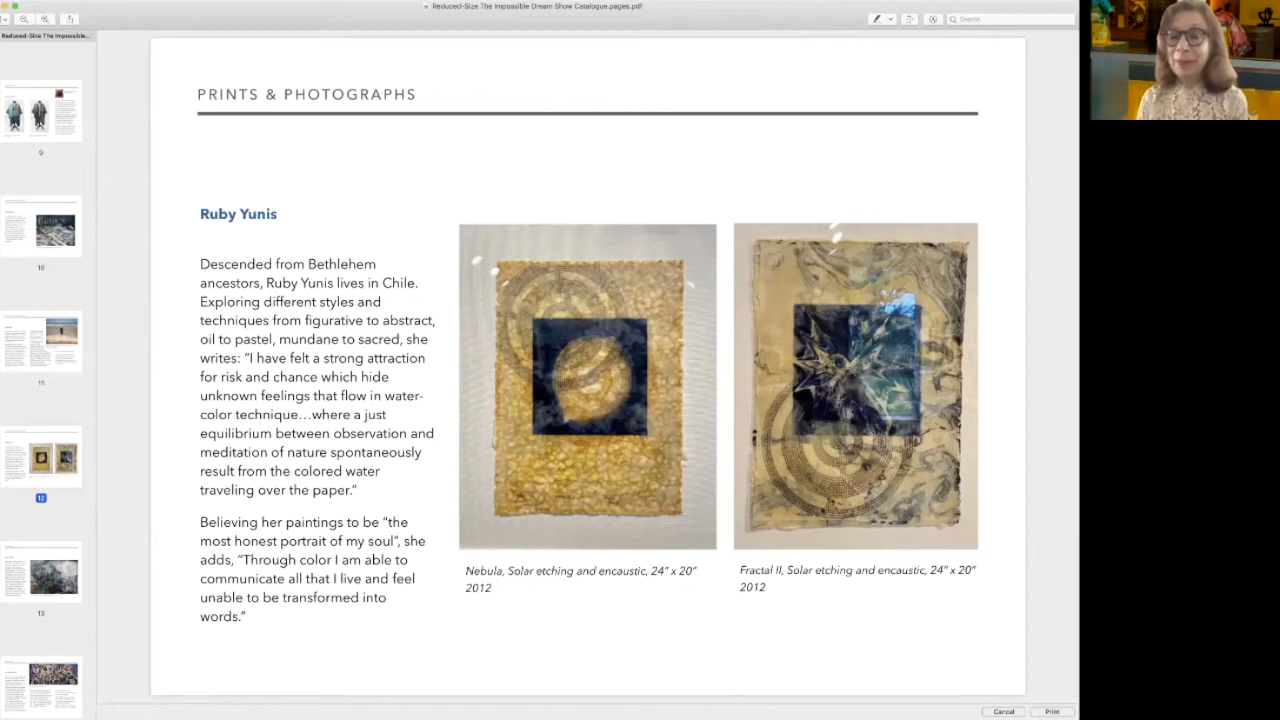 Reduced-Size The Impossible Dream Show Catalogue.pages.pdf
Search
Reduced-Size The Impossible...
9
10
11
12
13
PRINTS & PHOTOGRAPHS
Ruby Yunis
Descended from Bethlehem
ancestors, Ruby Yunis lives in Chile.
Exploring different styles and
techniques from figurative to abstract,
oil to pastel, mundane to sacred, she
writes: “I have felt a strong attraction
for risk and chance which hide
unknown feelings that flow in water-
color technique…where a just
equilibrium between observation and
meditation of nature spontaneously
result from the colored water
traveling over the paper.”
Believing her paintings to be “the
most honest portrait of my soul”, she
adds, “Through color I am able to
communicate all that I live and feel
unable to be transformed into
words.”
Nebula, Solar etching and encaustic, 24” x 20”
2012
Fractal II, Solar etching and encaustic, 24” x 20”
2012
Cancel
Print